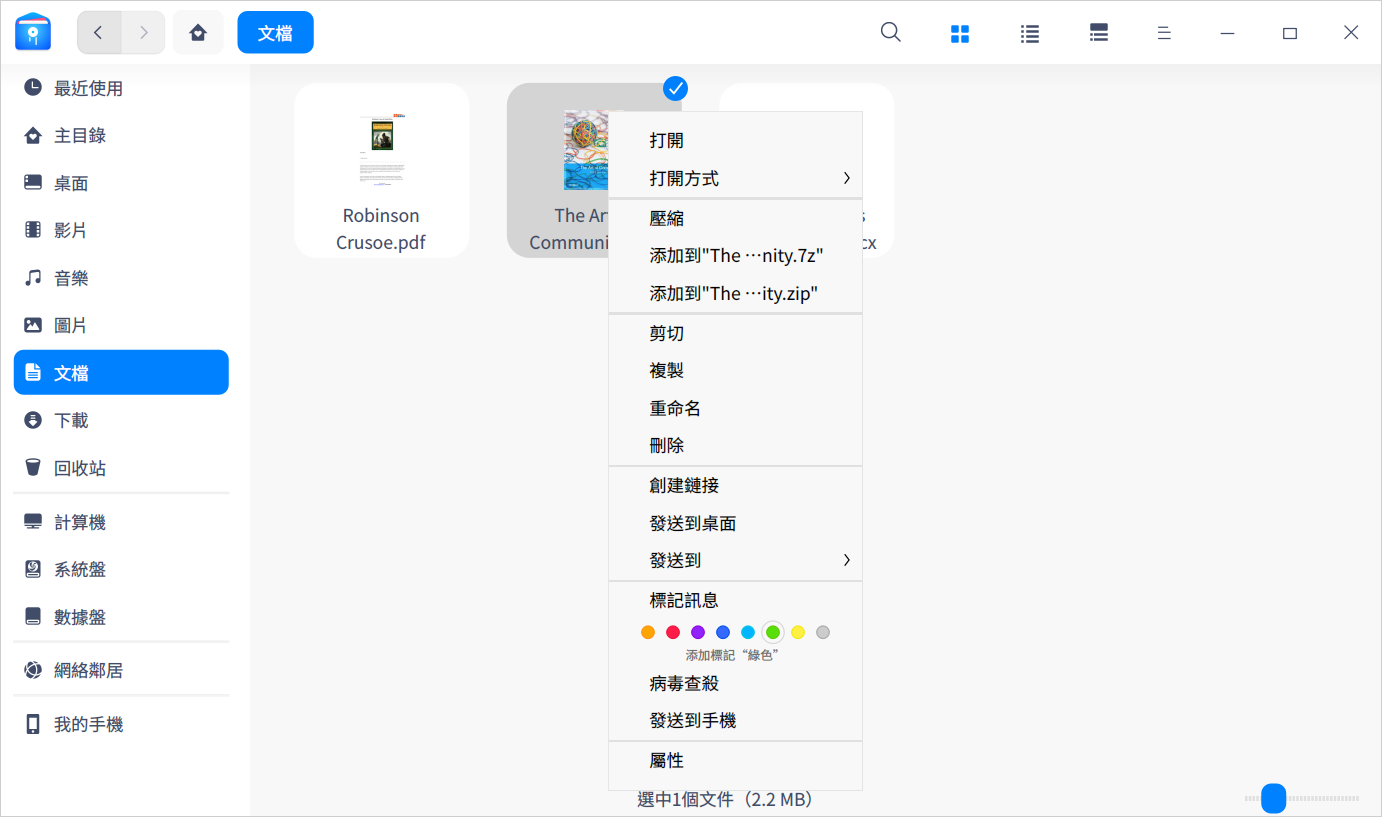 文檔
最近使用
主目錄
桌面
影片
音樂
圖片
文檔
下載
回收站
計算機
系統盤
數據盤
網絡鄰居
我的手機
Robinson
Crusoe.pdf
The Ar
Communi
s
cx
打開
打開方式
壓縮
添加到"The ···nity.7z"
添加到"The ···ity.zip"
剪切
複製
重命名
刪除
創建鏈接
發送到桌面
發送到
標記訊息
添加標記“綠色”
病毒查殺
發送到手機
屬性
選中1個文件（2.2 MB）